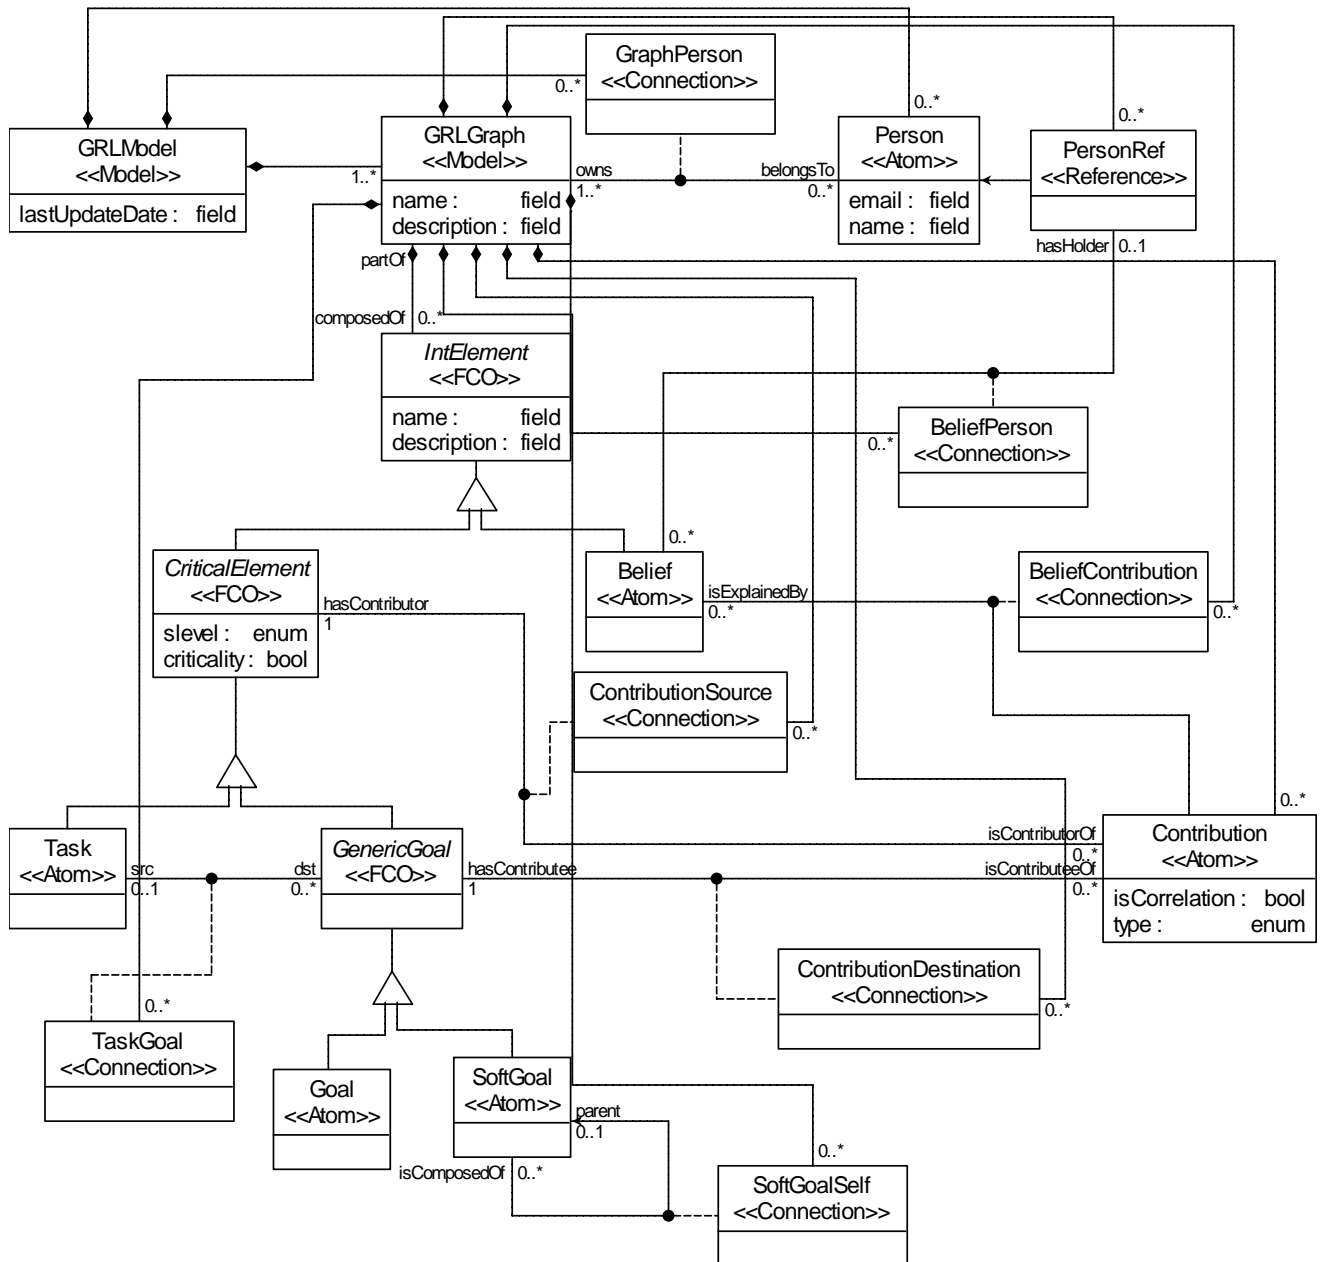 GraphPerson
<<Connection>>
0..*
GRLModel
<<Model>>
lastUpdateDate : field
1..*
GRLGraph
<<Model>>
name : field
description : field
owns
1..*
belongsTo
0..*
0..*
Person
<<Atom>>
email : field
name : field
0..*
PersonRef
<<Reference>>
hasHolder 0..1
partOf
composedOf 0..*
IntElement
<<FCO>>
name : field
description : field
BeliefPerson
<<Connection>>
0..*
CriticalElement
<<FCO>>
slevel : enum
criticality : bool
hasContributor
1
0..*
Belief
<<Atom>>
isExplainedBy
0..*
BeliefContribution
<<Connection>>
0..*
ContributionSource
<<Connection>>
0..*
Task
<<Atom>>
src
0..1
dst
0..*
GenericGoal
<<FCO>>
hasContributee
1
isContributorOf
0..*
isContributeeOf
0..*
0..*
Contribution
<<Atom>>
isCorrelation : bool
type : enum
ContributionDestination
<<Connection>>
0..*
0..*
TaskGoal
<<Connection>>
Goal
<<Atom>>
SoftGoal
<<Atom>>
parent
0..1
isComposedOf 0..*
0..*
SoftGoalSelf
<<Connection>>